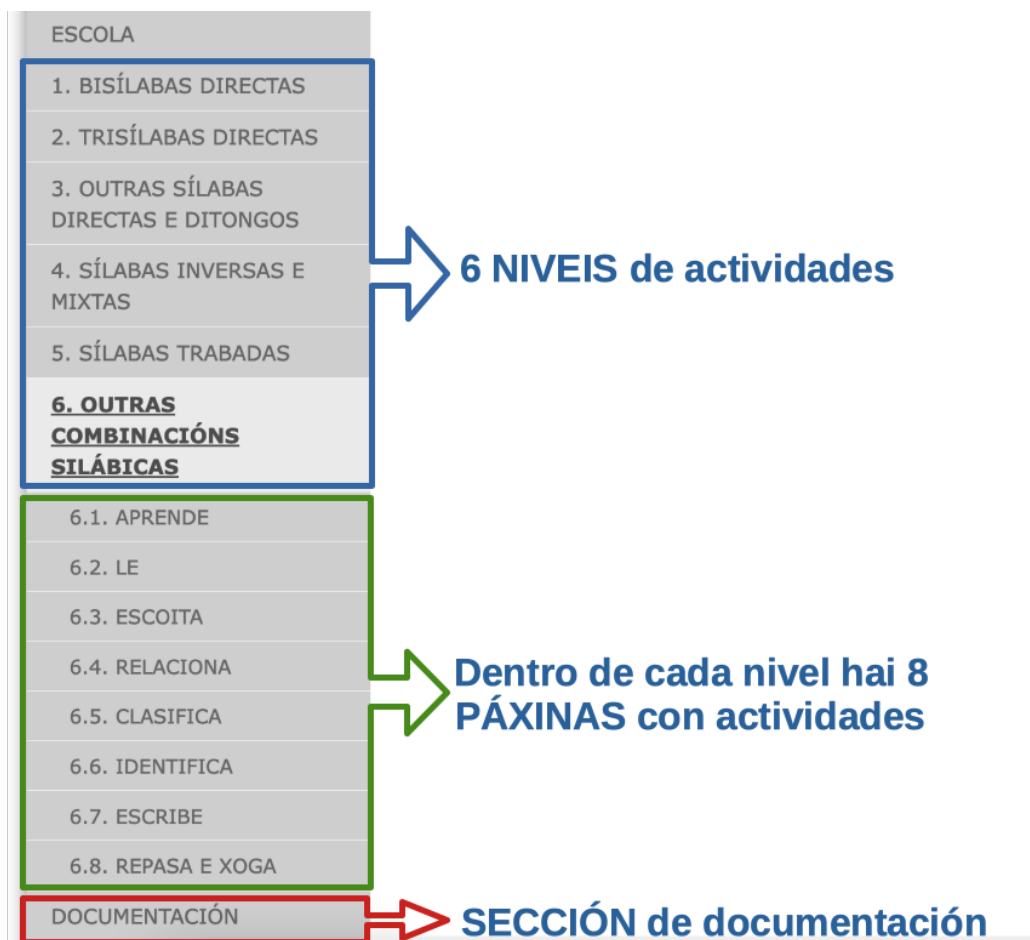 ESCOLA
1. BISÍLABAS DIRECTAS
2. TRISÍLABAS DIRECTAS
3. OUTRAS SÍLABAS
DIRECTAS E DITONGOS
4. SÍLABAS INVERSAS E
MIXTAS
5. SÍLABAS TRABADAS
6. OUTRAS
COMBINACIÓNS
SILÁBICAS
6 NIVEIS de actividades
6.1. APRENDE
6.2. LE
6.3. ESCOITA
6.4. RELACIONA
6.5. CLASIFICA
6.6. IDENTIFICA
6.7. ESCRIBE
6.8. REPASA E XOGA
Dentro de cada nivel hai 8
PÁXINAS con actividades
DOCUMENTACIÓN
SECCIÓN de documentación